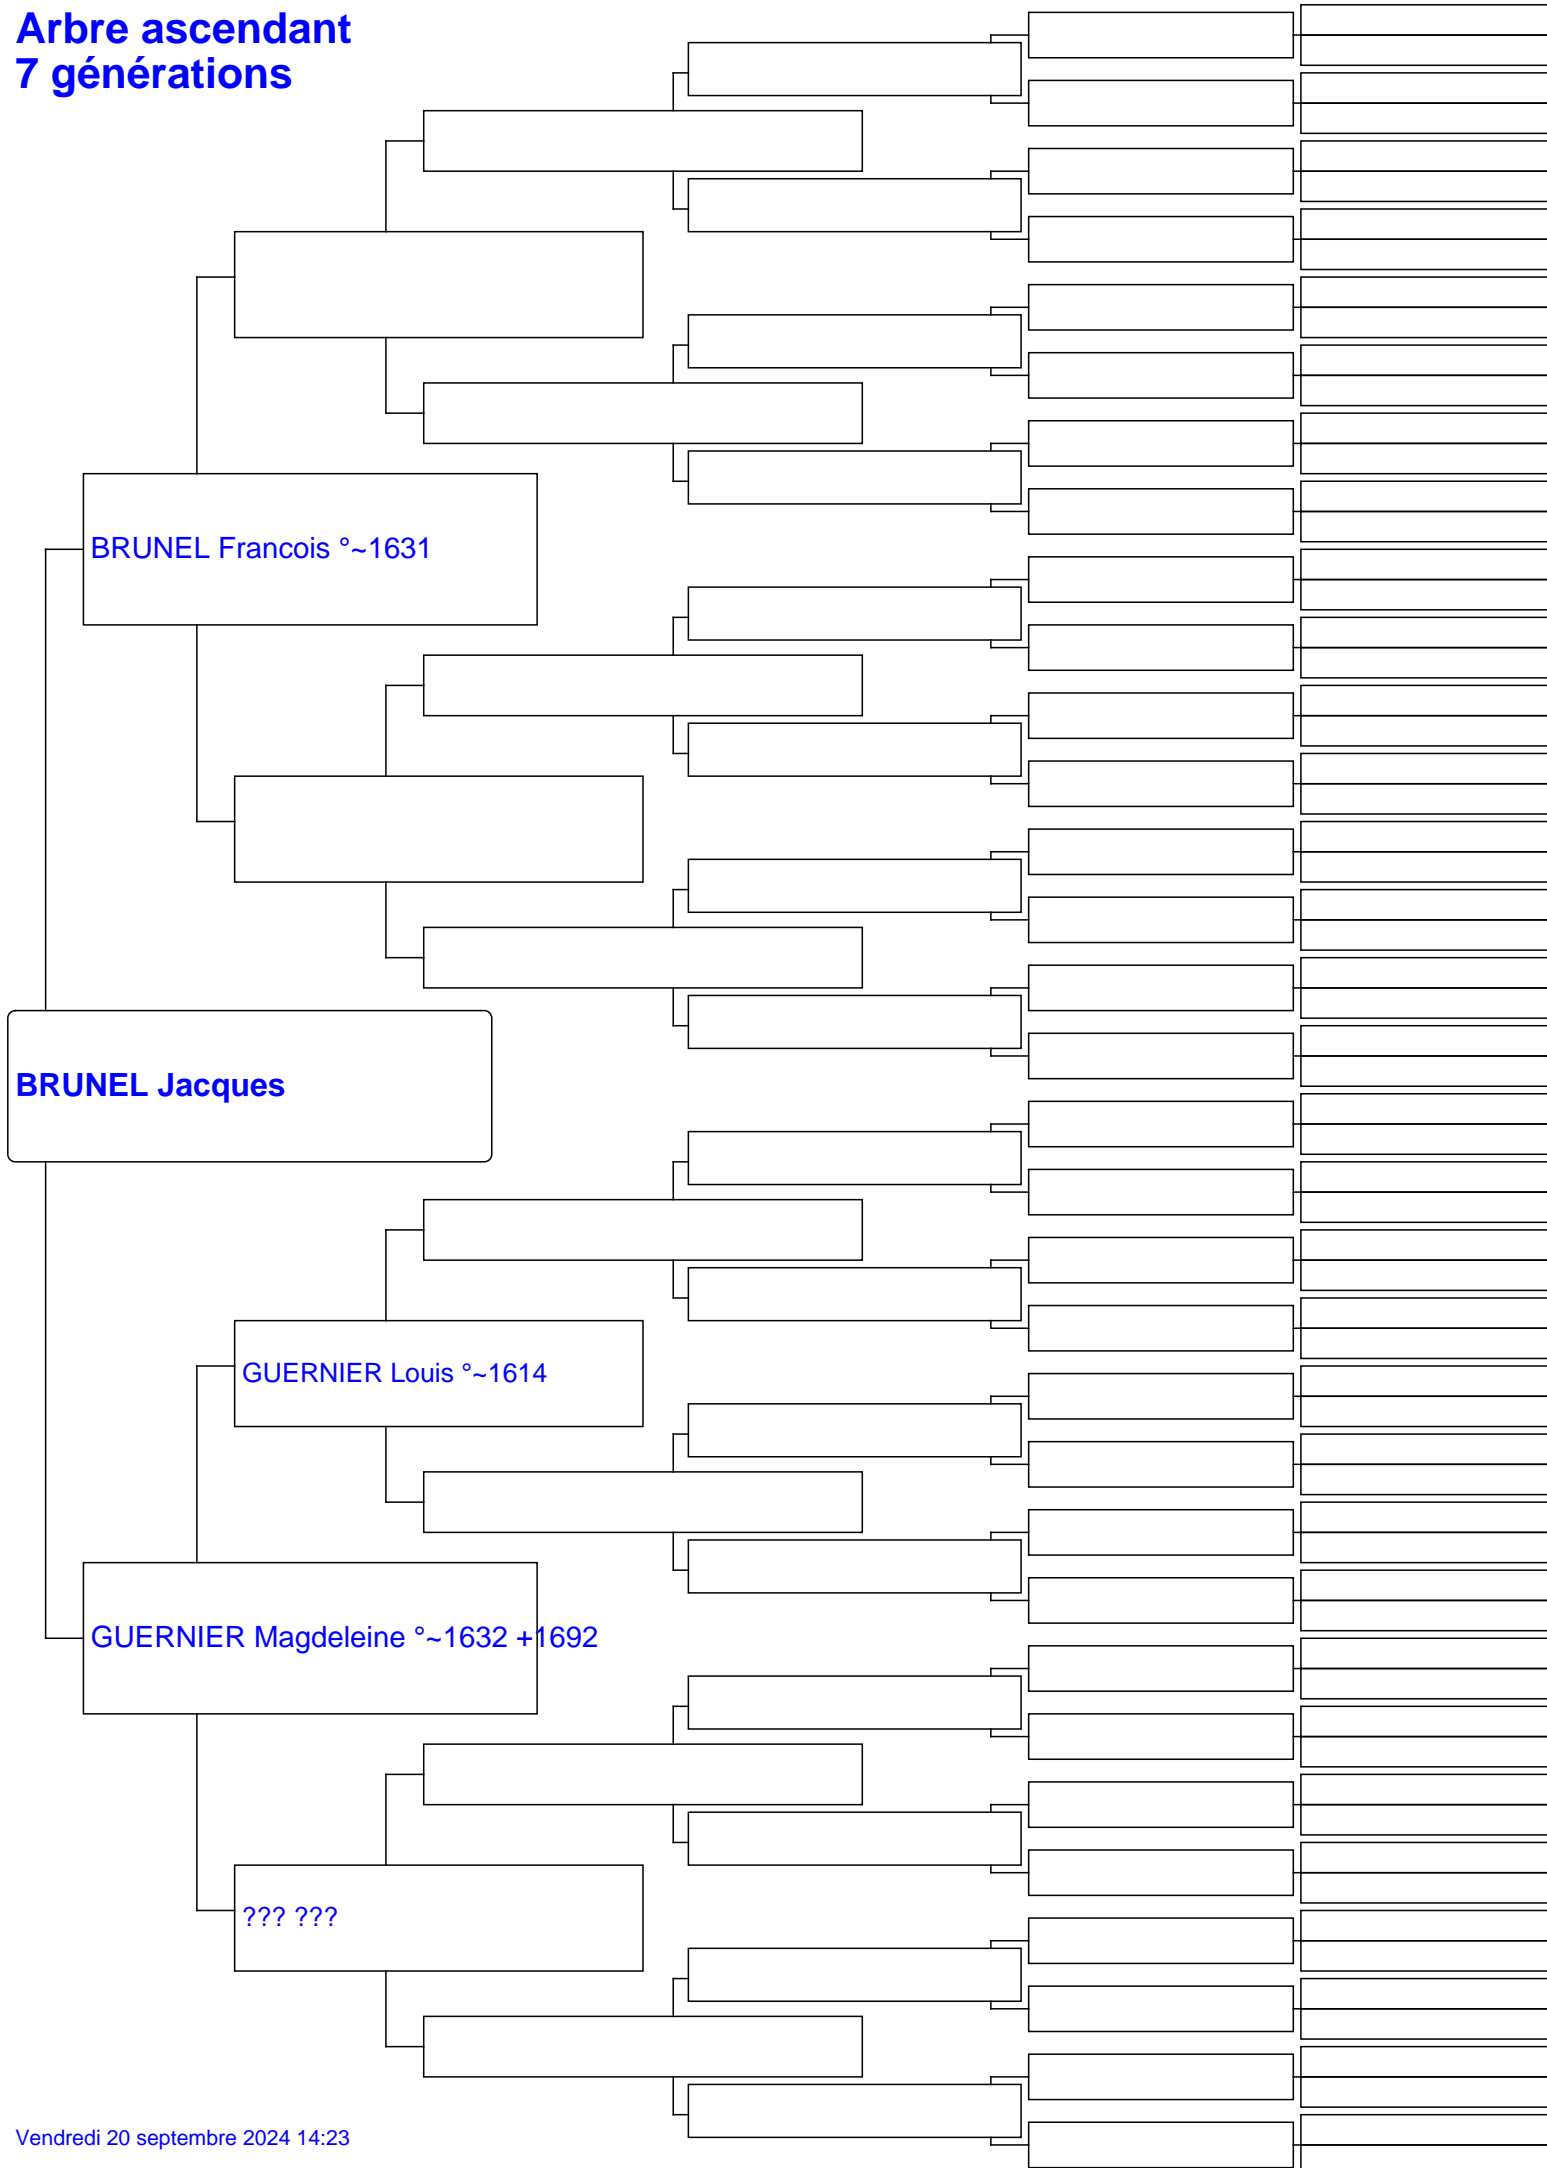 Arbre ascendant
7 générations
BRUNEL Francois °~1631
BRUNEL Jacques
GUERNIER Louis °~1614
GUERNIER Magdeleine °~1632 +1692
??? ???
Vendredi 20 septembre 2024 14:23